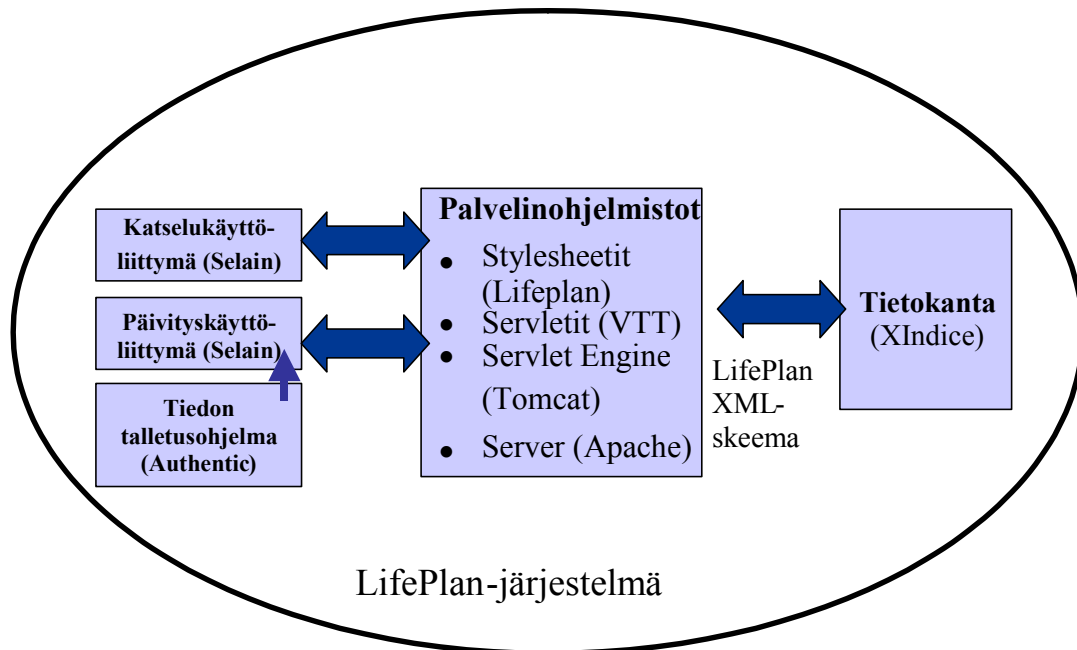 Katselukäyttö-
liittymä (Selain)
Päivityskäyttö-
liittymä (Selain)
Tiedon
talletusohjelma
(Authentic)
Palvelinohjelmistot
● Stylesheetit
(Lifeplan)
● Servletit (VTT)
● Servlet Engine
(Tomcat)
● Server (Apache)
LifePlan
XML-
skeema
Tietokanta
(XIndice)
LifePlan-järjestelmä